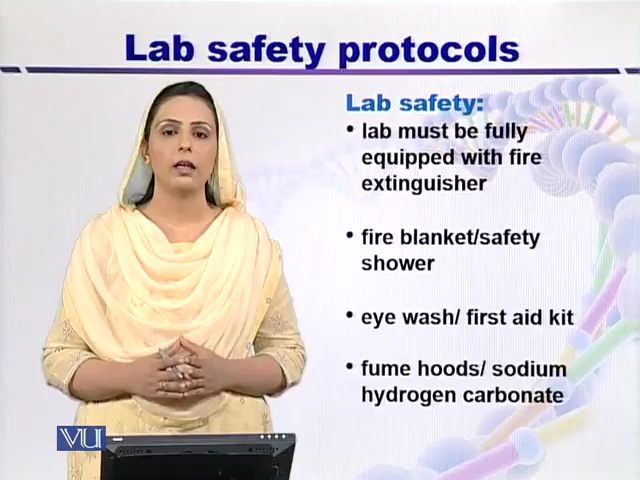 Lab safety protocols
Lab safety:
• lab must be fully
equipped with fire
extinguisher
• fire blanket/safety
shower
• eye wash/ first aid kit
• fume hoods/ sodium
hydrogen carbonate
VU